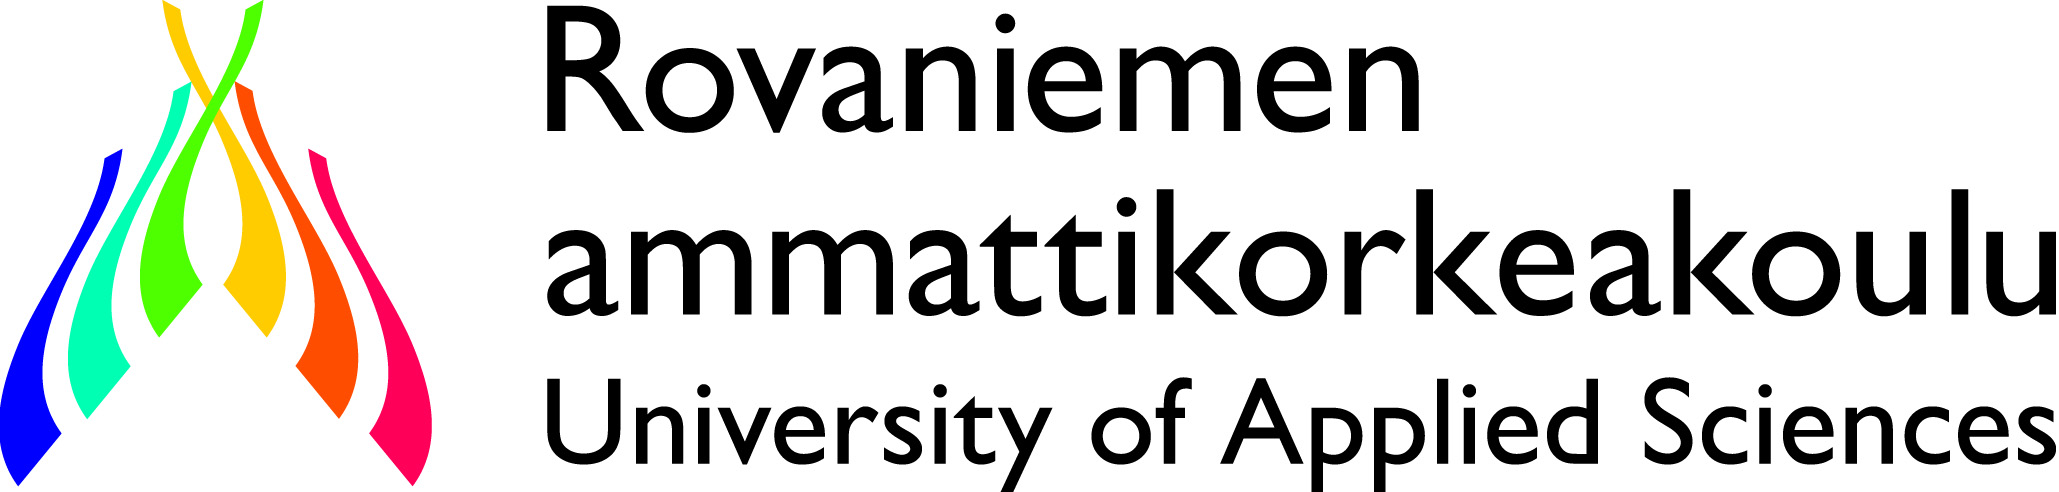 Rovaniemen
ammattikorkeakoulu
University of Applied Sciences